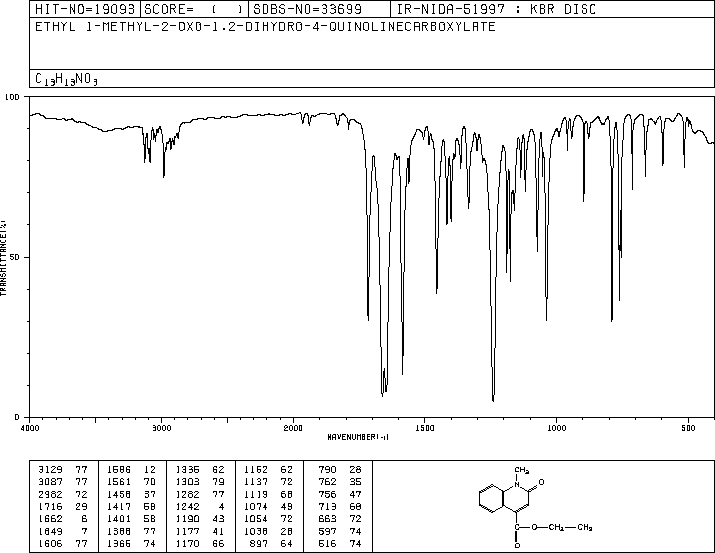 HIT-NO=19093 SCORE= ( ) SDBS-NO=33699 IR-NIDA-51997 : KBR DISC
ETHYL 1-METHYL-2-OXO-1,2-DIHYDRO-4-QUINOLINECARBOXYLATE
C13H13NO3
100
50
0
TRANSMITTANCE(%)
4000 3000 2000 1500 1000 500
WAVENUMBER(-1)
3129 77 1586 12 1336 62 1152 62 790 28
3087 77 1561 70 1303 79 1137 72 762 35
2982 72 1458 37 1282 77 1119 68 756 47
1716 29 1417 58 1242 4 1074 49 713 68
1662 6 1401 58 1190 43 1054 72 663 72
1649 7 1388 77 1177 41 1038 28 597 74
1606 77 1366 74 1170 66 897 64 516 74
CH3
N O
C—O—CH2—CH3
O